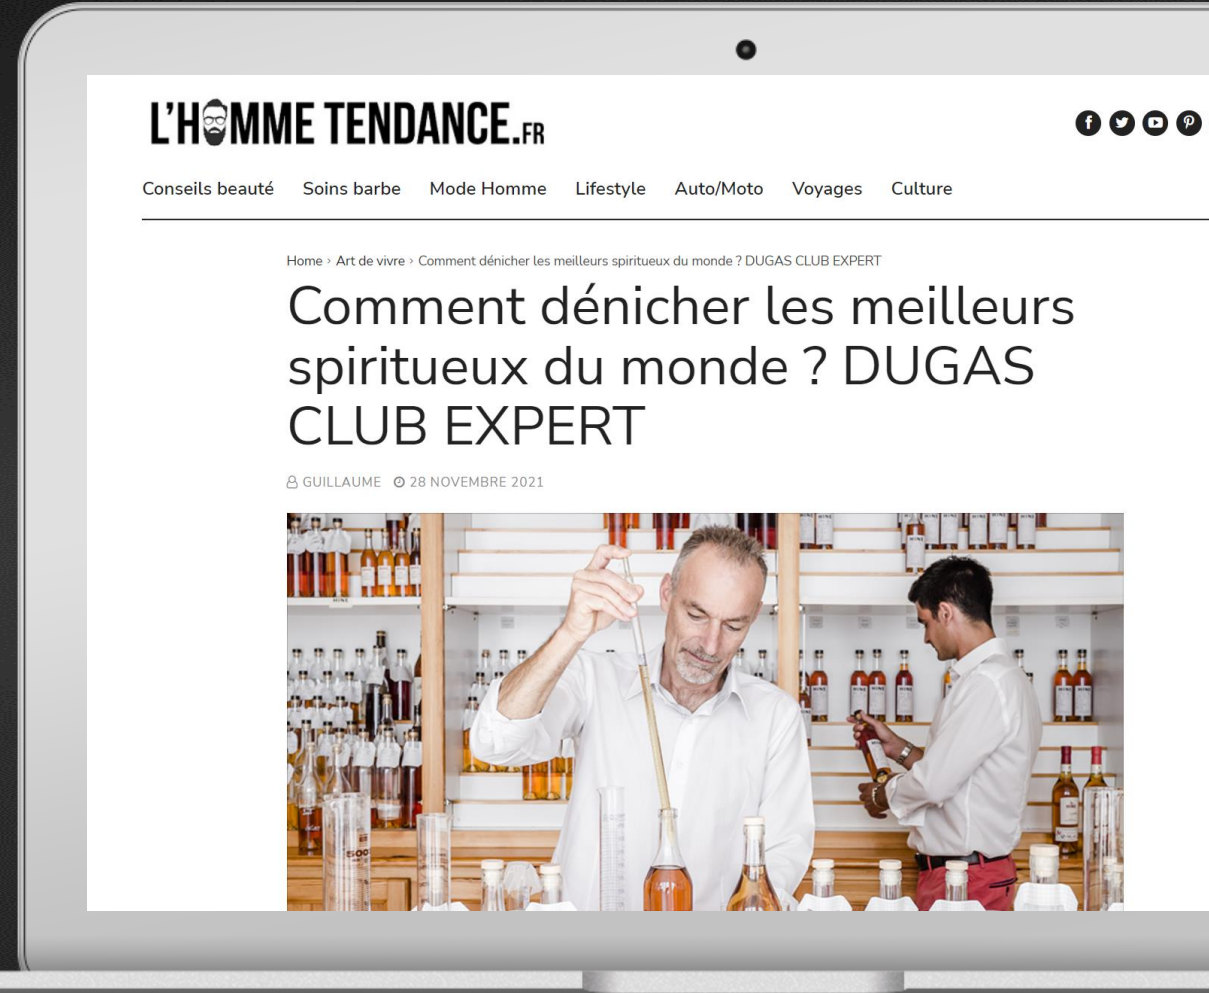 L'HOMME TENDANCE.FR
Conseils beauté Soins barbe Mode Homme Lifestyle Auto/Moto Voyages Culture
Home › Art de vivre › Comment dénicher les meilleurs spiritueux du monde ? DUGAS CLUB EXPERT
Comment dénicher les meilleurs
spiritueux du monde ? DUGAS
CLUB EXPERT
GUILLAUME 28 NOVEMBRE 2021
HINE
500